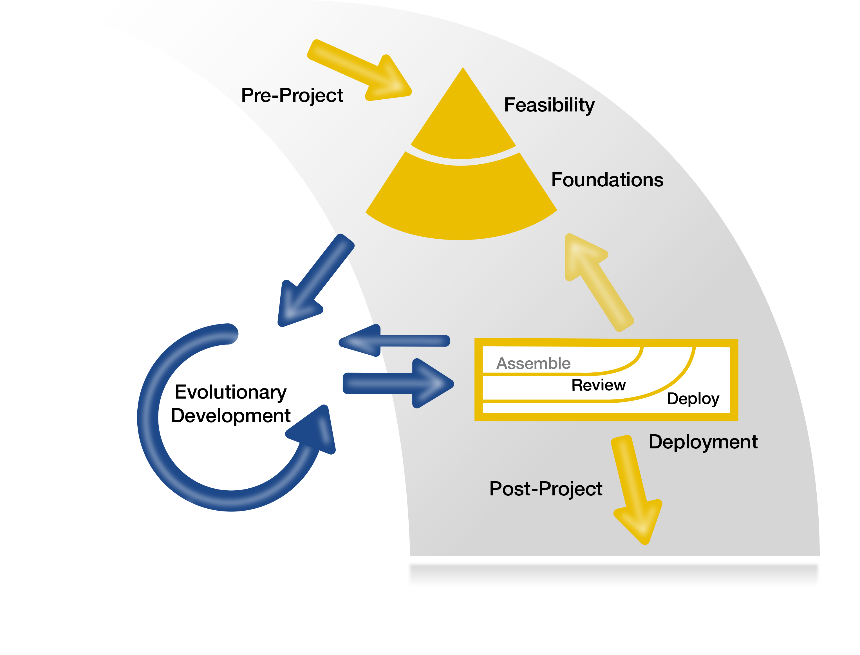 Pre-Project
Feasibility
Foundations
Evolutionary
Development
Assemble
Review
Deploy
Deployment
Post-Project